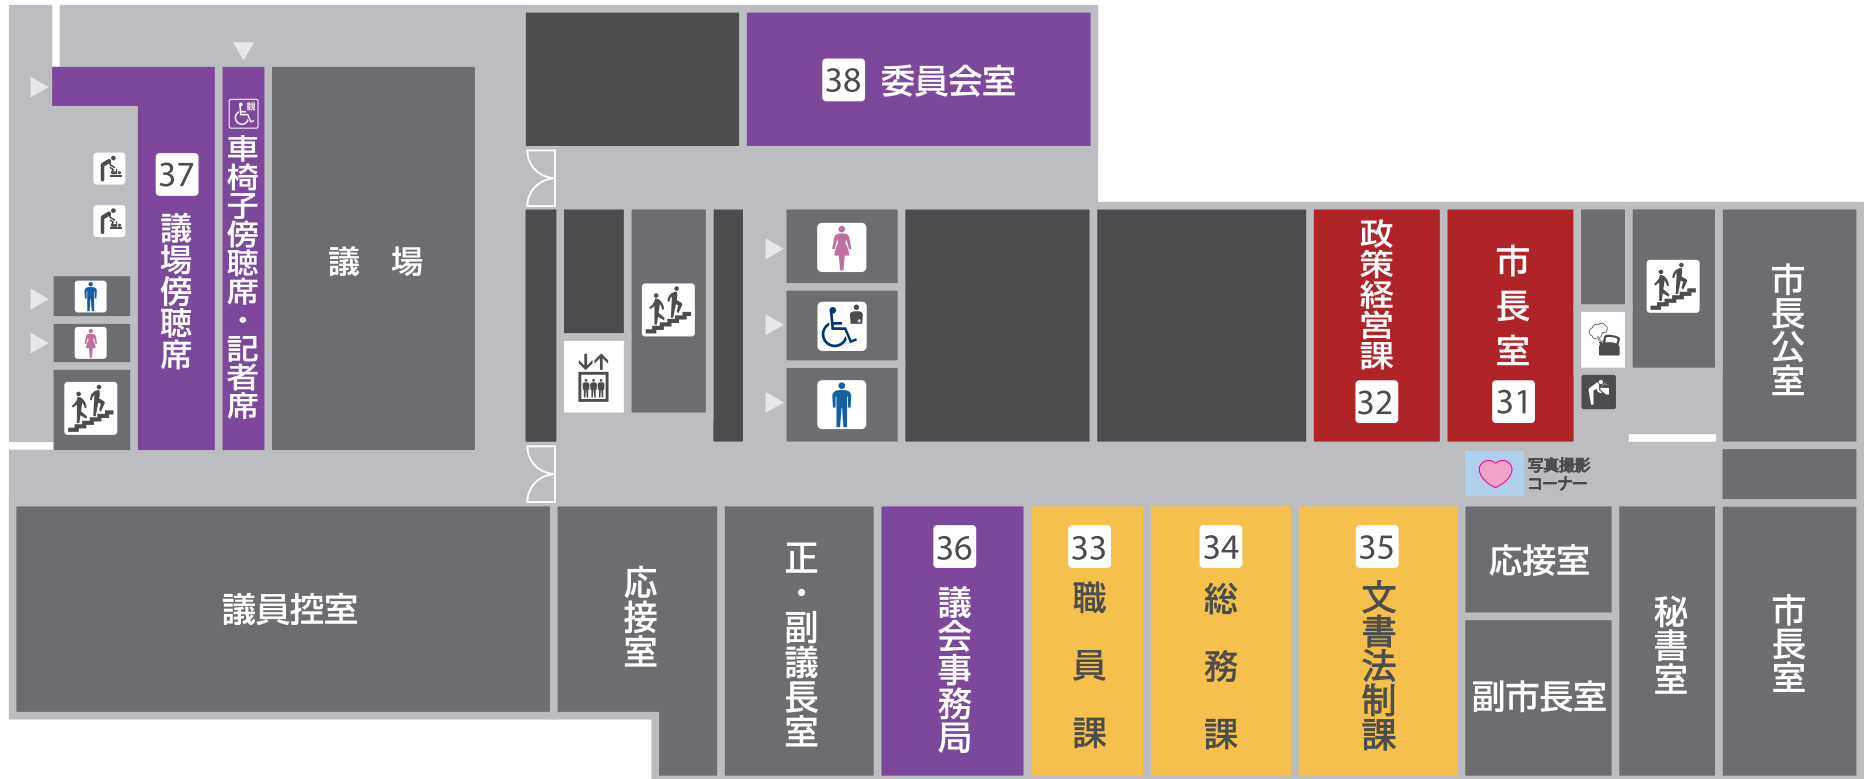 38 委員会室
37 議場傍聴席
観
車椅子傍聴席・記者席
議 場
政策経営課 32
市長室 31
市長公室
写真撮影
コーナー
議員控室
応接室
正・副議長室
36 議会事務局
33 職員課
34 総務課
35 文書法制課
応接室
副市長室
秘書室
市長室